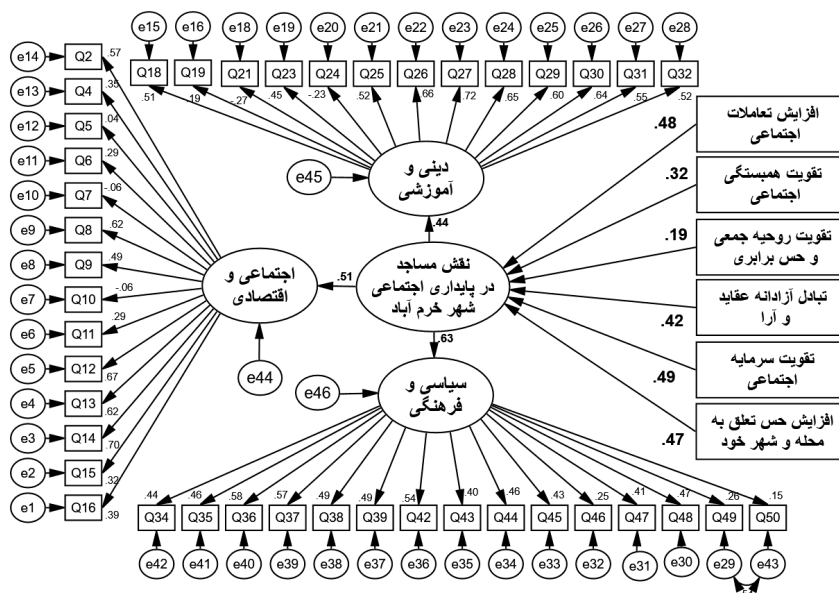 e15 e16 e18 e19 e20 e21 e22 e23 e24 e25 e26 e27 e28
Q18 Q19 Q21 Q23 Q24 Q25 Q26 Q27 Q28 Q29 Q30 Q31 Q32
.51 .19 -.27 .45 -.23 .52 .66 .72 .65 .60 .64 .55 .52
e14 Q2 .57
e13 Q4 .35
e12 Q5 .04
e11 Q6 .29
e10 Q7 -.06
e9 Q8 .62
e8 Q9 .49
e7 Q10 -.06
e6 Q11 .29
e5 Q12 .67
e4 Q13 .62
e3 Q14 .70
e2 Q15 .32
e1 Q16 .39
e45
دینی و
آموزشی
.44
اجتماعی و
اقتصادی
e44
.51
نقش مساجد
در پایداری اجتماعی
شهر خرم آباد
.63
e46
سیاسی و
فرهنگی
افزایش تعاملات
اجتماعی
.48
تقویت همبستگی
اجتماعی
.32
تقویت روحیه جمعی
و حس برابری
.19
تبادل آزادانه عقاید
و آرا
.42
تقویت سرمایه
اجتماعی
.49
افزایش حس تعلق به
محله و شهر خود
.47
.44 .46 .58 .57 .49 .49 .54 .40 .46 .43 .25 .41 .47 .26 .15
Q34 Q35 Q36 Q37 Q38 Q39 Q42 Q43 Q44 Q45 Q46 Q47 Q48 Q49 Q50
e42 e41 e40 e39 e38 e37 e36 e35 e34 e33 e32 e31 e30 e29 e43